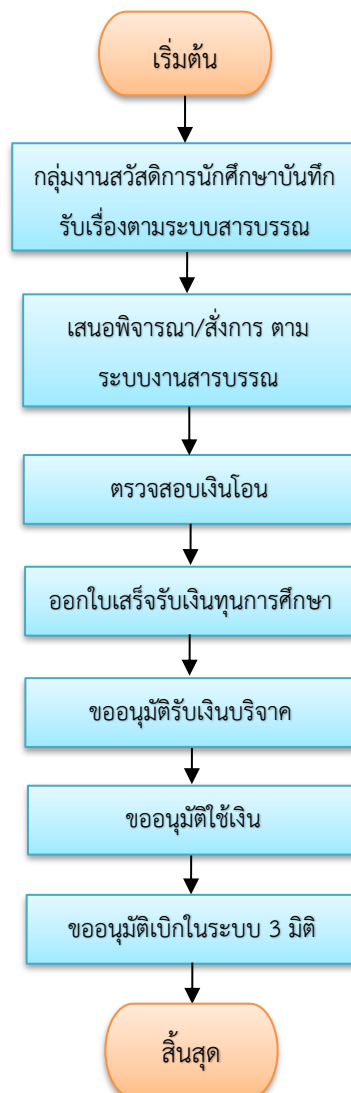 เริ่มต้น
กลุ่มงานสวัสดิการนักศึกษาบันทึก
รับเรื่องตามระบบสารบรรณ
เสนอพิจารณา/สั่งการ ตาม
ระบบงานสารบรรณ
ตรวจสอบเงินโอน
ออกใบเสร็จรับเงินทุนการศึกษา
ขออนุมัติรับเงินบริจาค
ขออนุมัติใช้เงิน
ขออนุมัติเบิกในระบบ 3 มิติ
สิ้นสุด